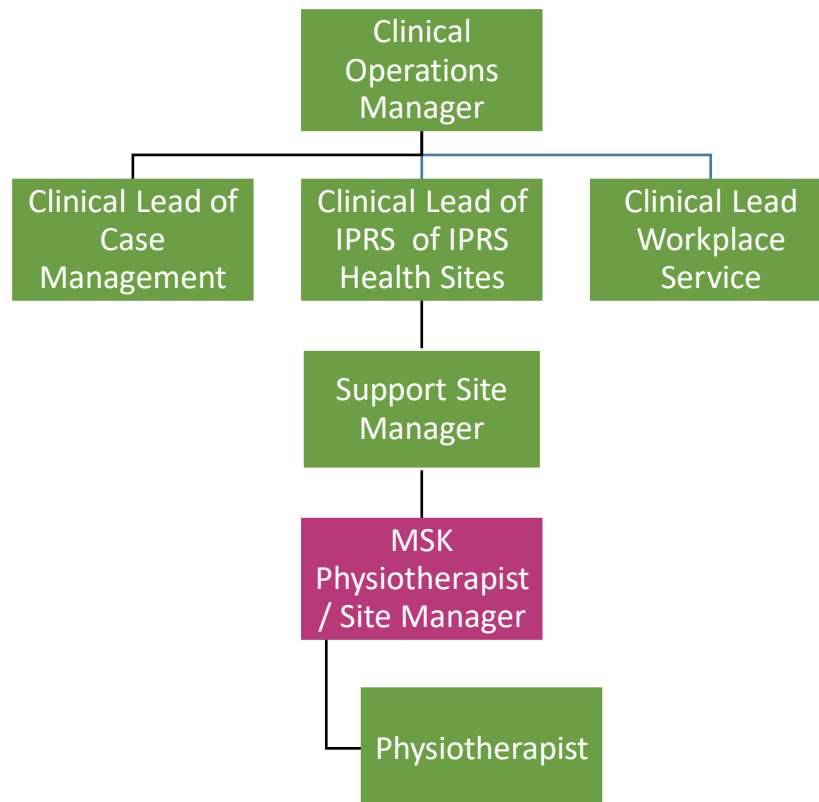 Clinical
Operations
Manager
Clinical Lead of
Case
Management
Clinical Lead of
IPRS  of IPRS
Health Sites
Clinical Lead
Workplace
Service
Support Site
Manager
MSK
Physiotherapist
/ Site Manager
Physiotherapist